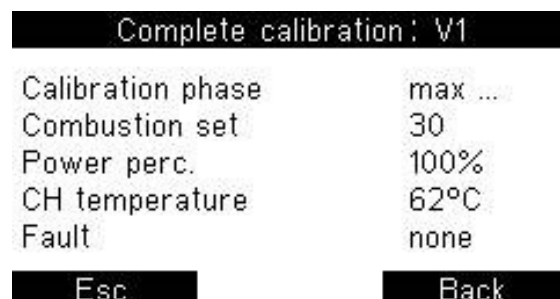 Complete calibration: V1
Calibration phase max ...
Combustion set 30
Power perc. 100%
CH temperature 62°C
Fault none
Esc Back